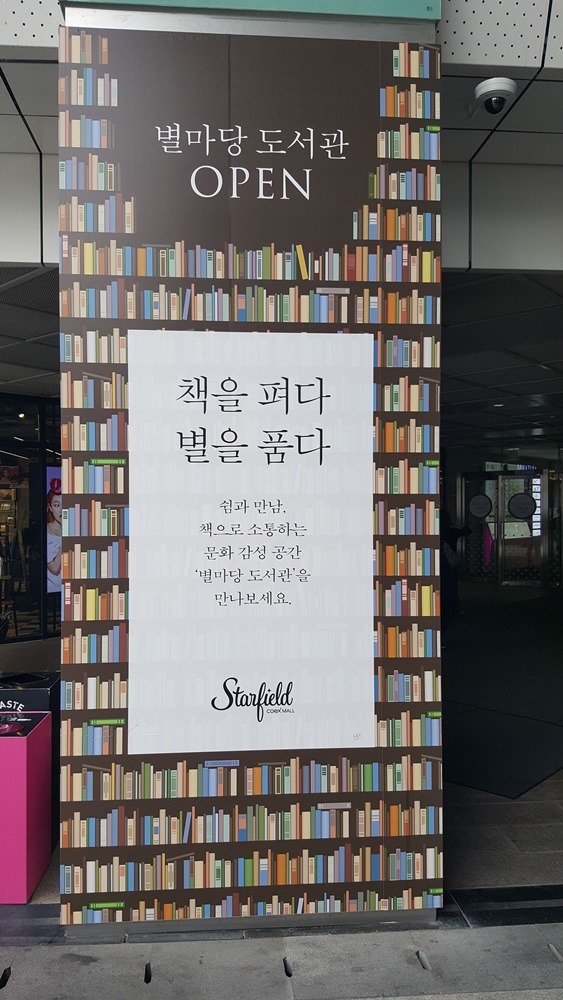 별마당 도서관
OPEN
책을 펴다
별을 품다
쉼과 만남,
책으로 소통하는
문화 감성 공간
‘별마당 도서관’을
만나보세요.
Starfield
COEX MALL
ASTE